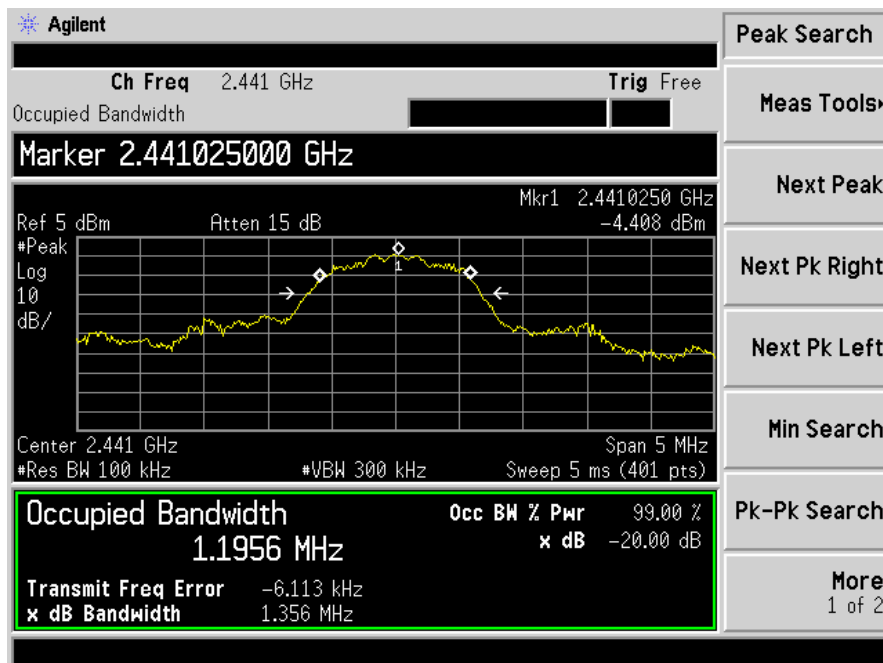 Agilent
Peak Search
Ch Freq 2.441 GHz Trig Free
Occupied Bandwidth
Meas Tools
Marker 2.441025000 GHz
Next Peak
Mkr1 2.4410250 GHz
Ref 5 dBm Atten 15 dB -4.408 dBm
#Peak
Log
10
dB/
1
Next Pk Right
Next Pk Left
Center 2.441 GHz Span 5 MHz
#Res BW 100 kHz #VBW 300 kHz Sweep 5 ms (401 pts)
Min Search
Occupied Bandwidth Occ BW % Pwr 99.00 %
1.1956 MHz x dB -20.00 dB
Pk-Pk Search
Transmit Freq Error -6.113 kHz
x dB Bandwidth 1.356 MHz
More
1 of 2